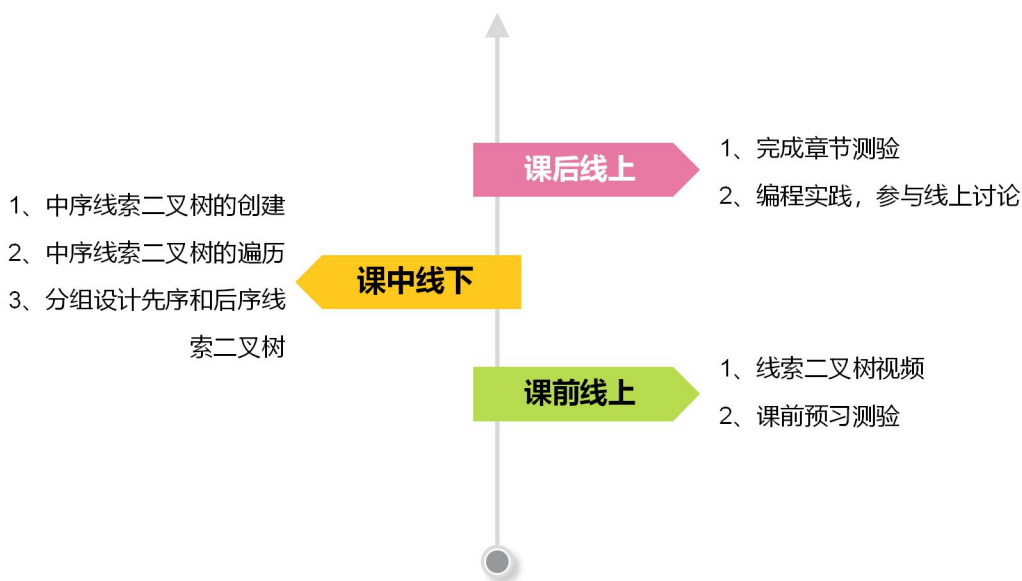 课后线上
1、完成章节测验
2、编程实践，参与线上讨论
1、中序线索二叉树的创建
2、中序线索二叉树的遍历
3、分组设计先序和后序线
索二叉树
课中线下
课前线上
1、线索二叉树视频
2、课前预习测验